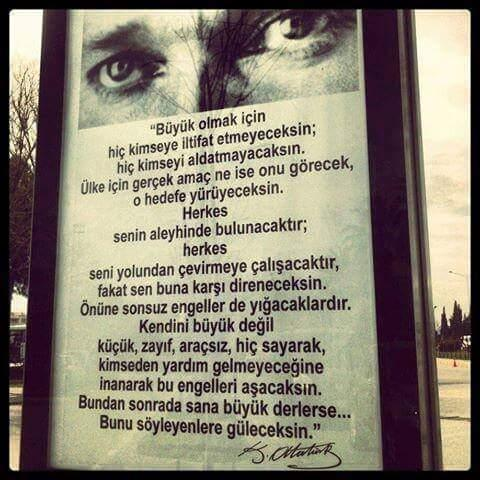 “Büyük olmak için
hiç kimseye iltifat etmeyeceksin;
hiç kimseyi aldatmayacaksın.
Ülke için gerçek amaç ne ise onu görecek,
o hedefe yürüyeceksin.
Herkes
senin aleyhinde bulunacaktır;
herkes
seni yolundan çevirmeye çalışacaktır,
fakat sen buna karşı direneceksin.
Önüne sonsuz engeller de yığacaklardır.
Kendini büyük değil
küçük, zayıf, araçsız, hiç sayarak,
kimseden yardım gelmeyeceğine
inanarak bu engelleri aşacaksın.
Bundan sonrada sana büyük derlerse...
Bunu söyleyenlere güleceksin.”
K. Atatürk